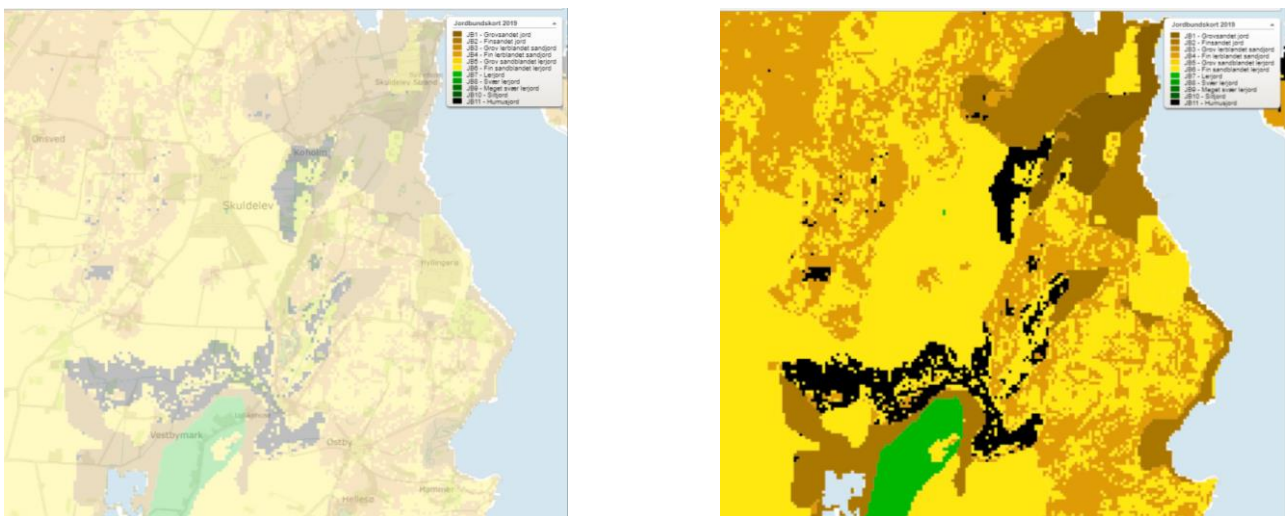 Jordbundskort 2019
JB1 - Grovsandet jord
JB2 - Finsandet jord
JB3 - Grov lerblandet sandjord
JB4 - Fin lerblandet sandjord
JB5 - Grov sandblandet lerjord
JB6 - Fin sandblandet lerjord
JB7 - Lerjord
JB8 - Svær lerjord
JB9 - Meget svær lerjord
JB10 - Siltjord
JB11 - Humusjord
Skuldelev
Onsved
Koholm
Skuldelev
Vestbymark
Østby
Jordbundskort 2019
JB1 - Grovsandet jord
JB2 - Finsandet jord
JB3 - Grov lerblandet sandjord
JB4 - Fin lerblandet sandjord
JB5 - Grov sandblandet lerjord
JB6 - Fin sandblandet lerjord
JB7 - Lerjord
JB8 - Svær lerjord
JB9 - Meget svær lerjord
JB10 - Siltjord
JB11 - Humusjord